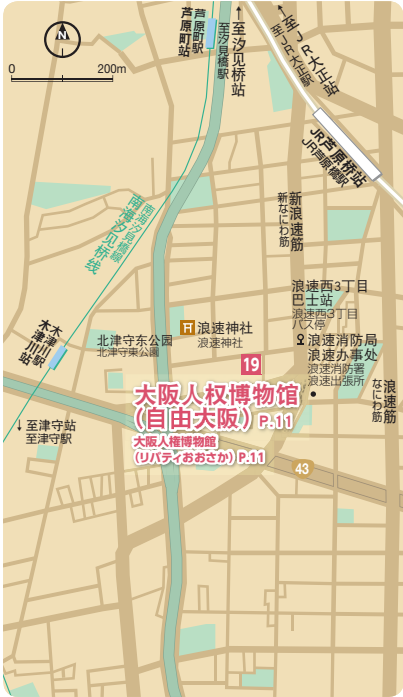 N
0
200m
芦原町站
芦原町駅
↑至汐见桥站
至汐見橋駅
↑至JR大正站
至JR大正駅
JR芦原桥站
JR芦原橋駅
南海汐見橋線
南海汐见桥线
新浪速筋
新なにわ筋
浪速西3丁目
巴士站
浪速西3丁目
バス停
浪速消防局
浪速办事处
浪速消防署
浪速出張所
浪速筋
なにわ筋
浪速神社
浪速神社
北津守东公园
北津守東公園
木津川站
木津川駅
19
大阪人权博物馆
(自由大阪) P.11
大阪人権博物館
(リバティおおさか) P.11
↓至津守站
至津守駅
43